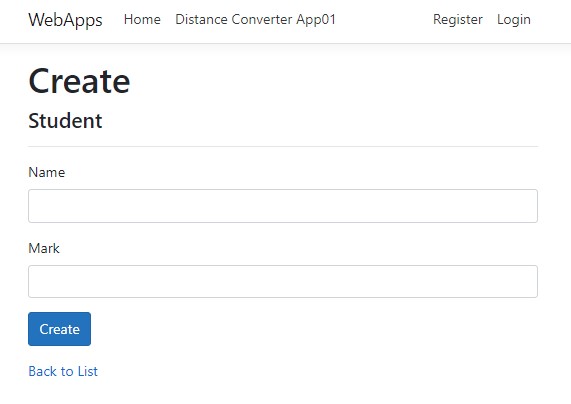 WebApps Home Distance Converter App01 Register Login
Create
Student
Name
Mark
Create
Back to List